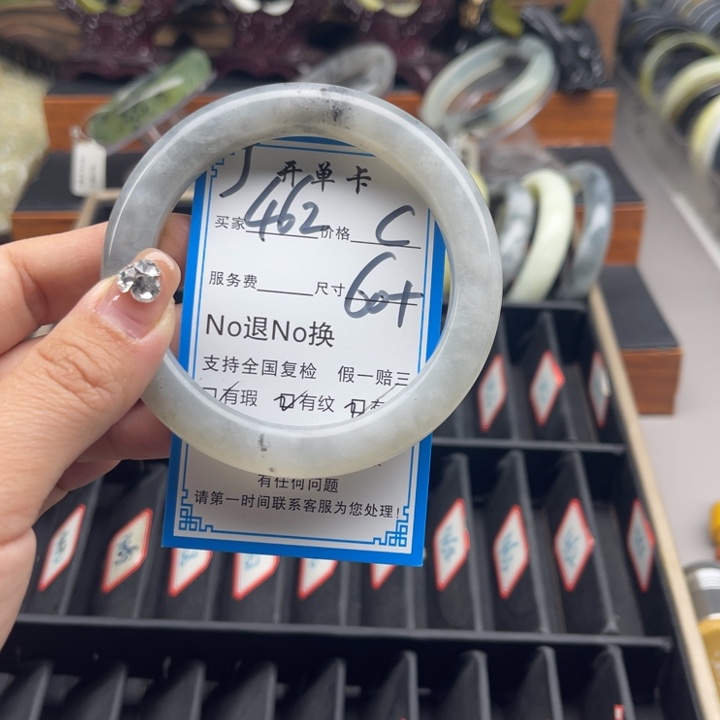 开单卡
买家 462 价格 C
服务费 尺寸 60+
No退No换
支持全国复检 假一赔三
有瑕 有纹 有
有任何问题
请第一时间联系客服为您处理!